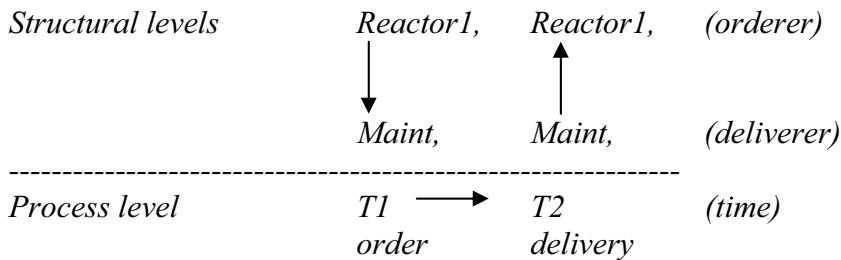 Structural levels Reactor1, Reactor1, (orderer)
Maint, Maint, (deliverer)
Process level T1 T2 (time)
order delivery